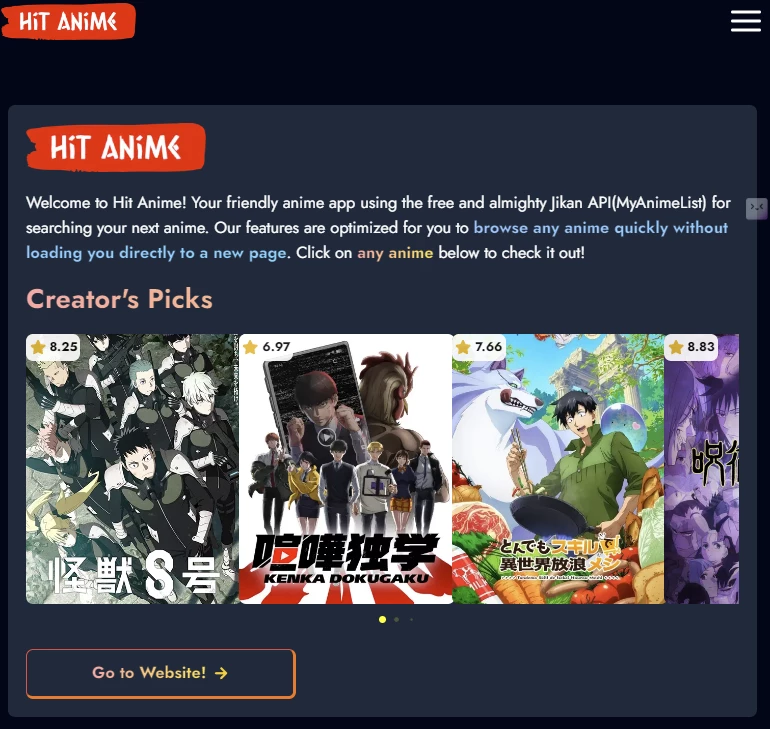 HiT ANiME
HiT ANiME
Welcome to Hit Anime! Your friendly anime app using the free and almighty Jikan API(MyAnimeList) for
searching your next anime. Our features are optimized for you to browse any anime quickly without
loading you directly to a new page. Click on any anime below to check it out!
Creator's Picks
8.25
6.97
7.66
8.83
怪獣8号
喧嘩独学
KENKA DOKUGAKU
とんでもスキルで
異世界放浪メシ
呪術
Go to Website! →